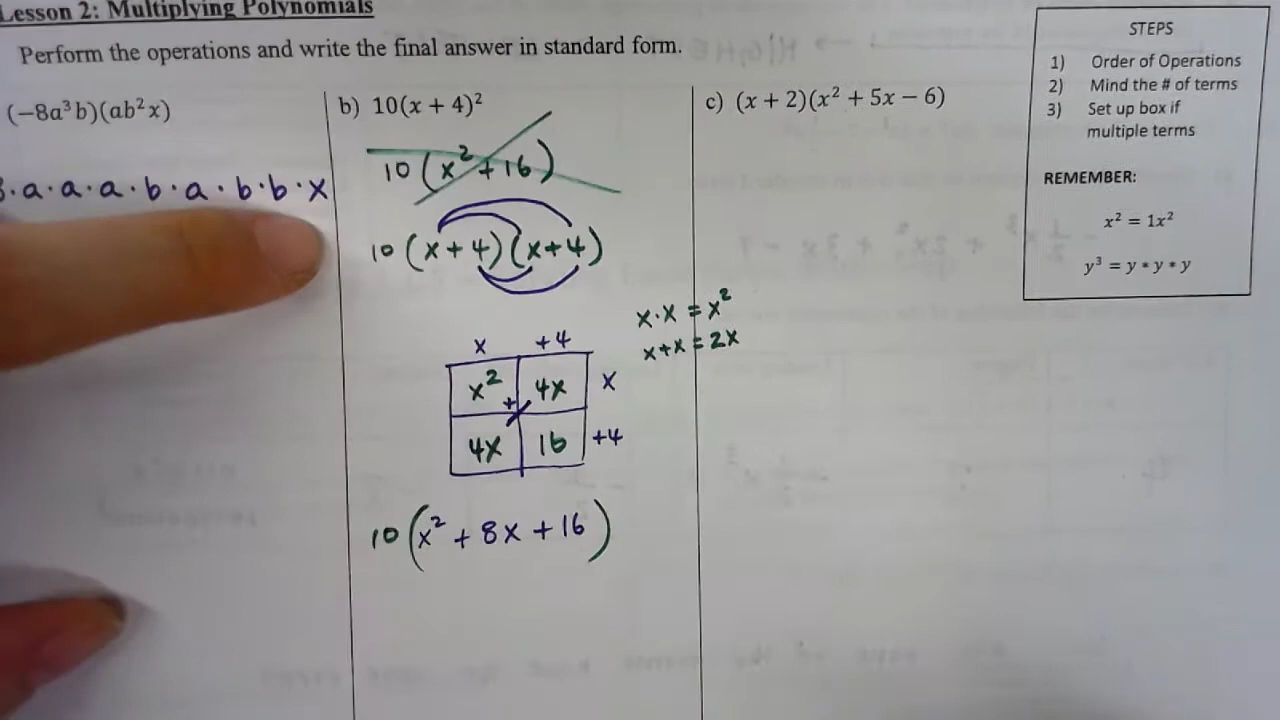 Lesson 2: Multiplying Polynomials
Perform the operations and write the final answer in standard form.
(−8a³b)(ab²x)
· a · a · a · b · a · b · b · x
b) 10(x + 4)²
10(x² + 16)
10(x + 4)(x + 4)
x · x = x²
x + x = 2x
x +4
x² + 4x x
4x 16 +4
10(x² + 8x + 16)
c) (x + 2)(x² + 5x − 6)
STEPS
1) Order of Operations
2) Mind the # of terms
3) Set up box if
multiple terms
REMEMBER:
x² = 1x²
y³ = y * y * y